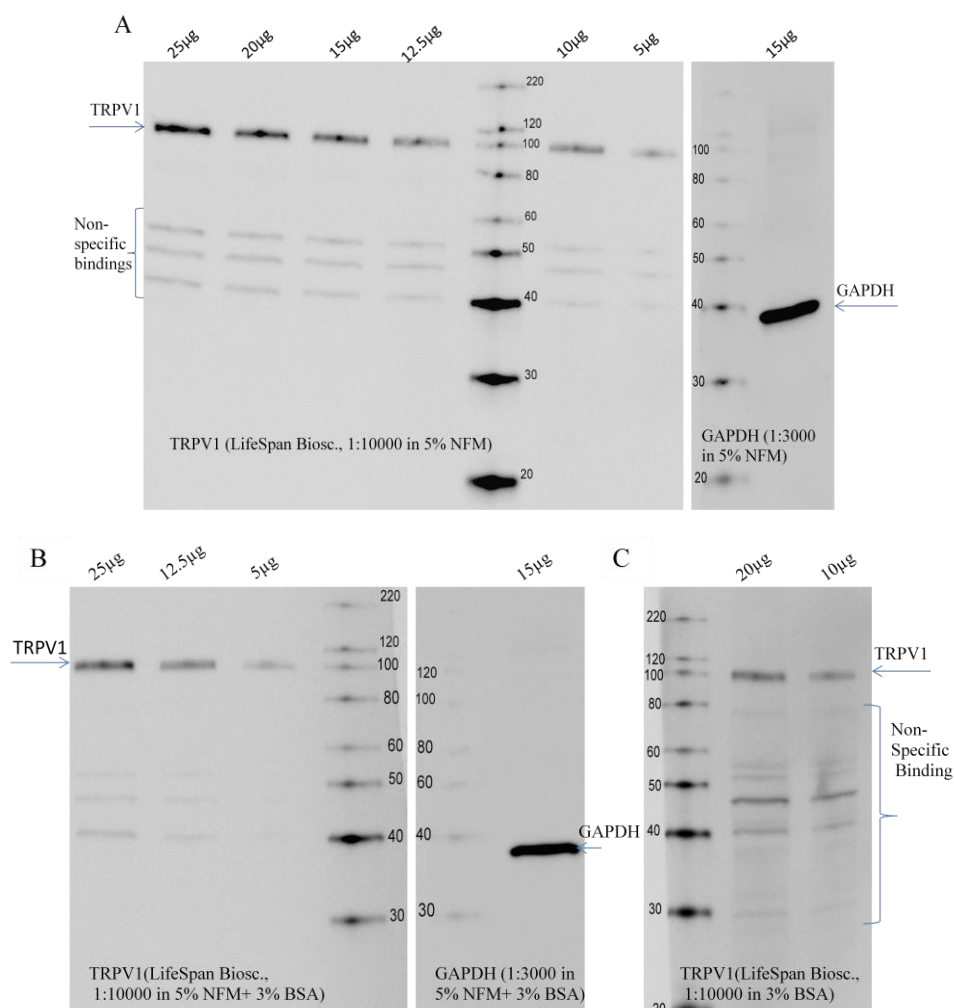 A
25µg 20µg 15µg 12.5µg 10µg 5µg 15µg
TRPV1
220
120
100
80
60
50
40
30
20
Non-
specific
bindings
TRPV1 (LifeSpan Biosc., 1:10000 in 5% NFM)
100
80
60
50
40
30
20
GAPDH
GAPDH (1:3000
in 5% NFM)
B
25µg 12.5µg 5µg 15µg
TRPV1
220
120
100
80
60
50
40
30
TRPV1(LifeSpan Biosc.,
1:10000 in 5% NFM+ 3% BSA)
120
100
80
60
40
30
GAPDH
GAPDH (1:3000 in
5% NFM+ 3% BSA)
C
20µg 10µg
220
120
100
80
60
50
40
30
20
TRPV1
Non-
Specific
Binding
TRPV1(LifeSpan Biosc.,
1:10000 in 3% BSA)